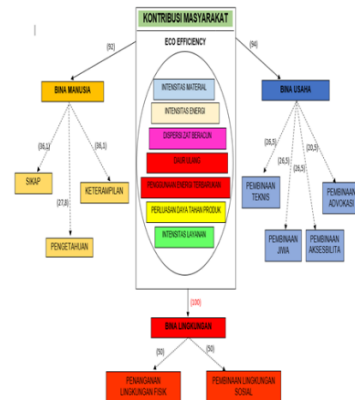 KONTRIBUSI MASYARAKAT
ECO EFFICIENCY
(92)
(94)
BINA MANUSIA
BINA USAHA
INTENSITAS MATERIAL
INTENSITAS ENERGI
DISPERSI ZAT BERACUN
DAUR ULANG
PENGGUNAAN ENERGI TERBARUKAN
PERLUASAN DAYA TAHAN PRODUK
INTENSITAS LAYANAN
(36,1)
(36,1)
(27,8)
SIKAP
KETERAMPILAN
PENGETAHUAN
(26,5)
(26,5)
(26,5)
(20,5)
PEMBINAAN
TEKNIS
PEMBINAAN
ADVOKASI
PEMBINAAN
JIWA
PEMBINAAN
AKSESBILITA
(100)
BINA LINGKUNGAN
(50)
(50)
PENANGANAN
LINGKUNGAN FISIK
PEMBINAAN LINGKUNGAN
SOSIAL